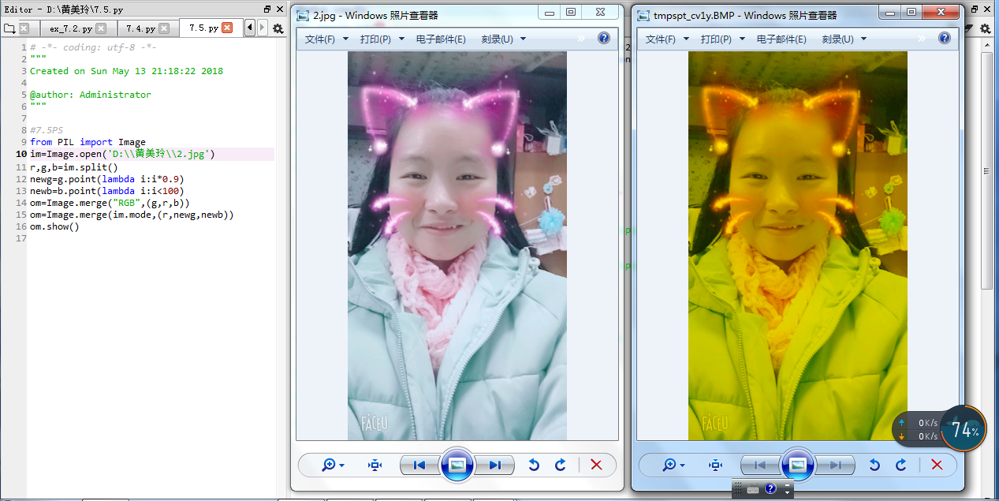 Editor - D:\黄美玲\7.5.py
ex_7.2.py
7.4.py
7.5.py
1 # -*- coding: utf-8 -*-
2 """
3 Created on Sun May 13 21:18:22 2018
4
5 @author: Administrator
6 """
7
8 #7.5PS
9 from PIL import Image
10 im=Image.open('D:\\黄美玲\\2.jpg')
11 r,g,b=im.split()
12 newg=g.point(lambda i:i*0.9)
13 newb=b.point(lambda i:i<100)
14 om=Image.merge("RGB",(g,r,b))
15 om=Image.merge(im.mode,(r,newg,newb))
16 om.show()
17
2.jpg - Windows 照片查看器
文件(F) 打印(P) 电子邮件(E) 刻录(U) »
FACEU
tmpspt_cv1y.BMP - Windows 照片查看器
文件(F) 打印(P) 电子邮件(E) 刻录(U) »
FACEU
0K/s
0K/s
74%